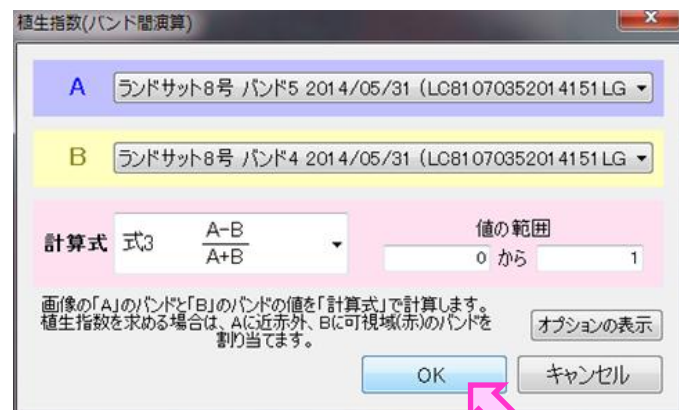 植生指数(バンド間演算)
A ランドサット8号 バンド5 2014/05/31 (LC81070352014151LG
B ランドサット8号 バンド4 2014/05/31 (LC81070352014151LG
計算式 式3 A-B
A+B
値の範囲
0 から 1
画像の「A」のバンドと「B」のバンドの値を「計算式」で計算します。
植生指数を求める場合は、Aに近赤外、Bに可視域(赤)のバンドを
割り当てます。
オプションの表示
OK キャンセル